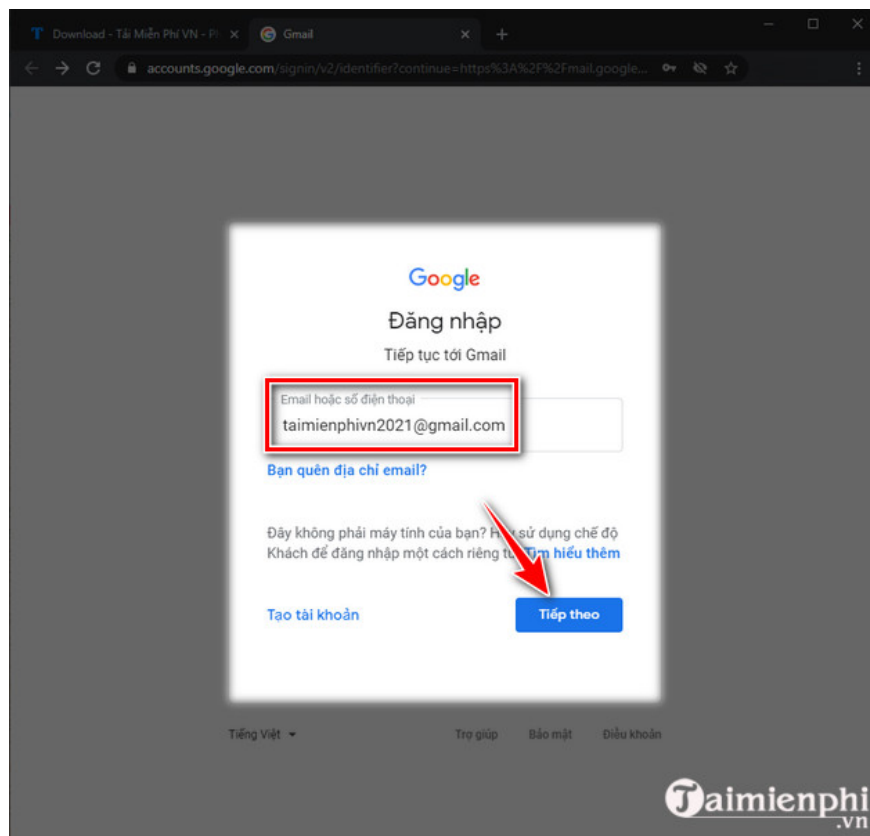 T Download - Tải Miễn Phí VN - Ph
Gmail
accounts.google.com/signin/v2/identifier?continue=https%3A%2F%2Fmail.google...
Google
Đăng nhập
Tiếp tục tới Gmail
Email hoặc số điện thoại
taimienphivn2021@gmail.com
Bạn quên địa chỉ email?
Đây không phải máy tính của bạn? sử dụng chế độ
Khách để đăng nhập một cách riêng Tìm hiểu thêm
Tạo tài khoản
Tiếp theo
Tiếng Việt
Trợ giúp Bảo mật Điều khoản
Taimienphi
.vn